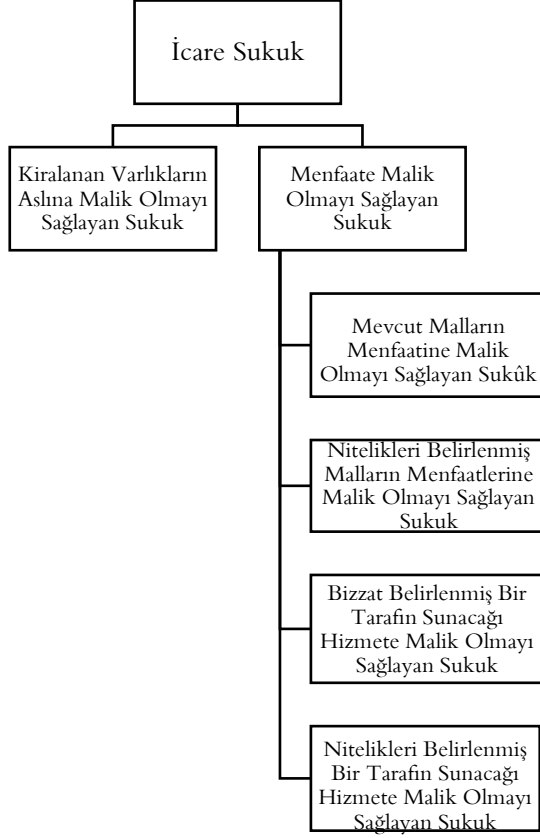 İcare Sukuk
Kiralanan Varlıkların
Aslına Malik Olmayı
Sağlayan Sukuk
Menfaate Malik
Olmayı Sağlayan
Sukuk
Mevcut Malların
Menfaatine Malik
Olmayı Sağlayan Sukûk
Nitelikleri Belirlenmiş
Malların Menfaatlerine
Malik Olmayı Sağlayan
Sukuk
Bizzat Belirlenmiş Bir
Tarafın Sunacağı
Hizmete Malik Olmayı
Sağlayan Sukuk
Nitelikleri Belirlenmiş
Bir Tarafın Sunacağı
Hizmete Malik Olmayı
Sağlayan Sukuk